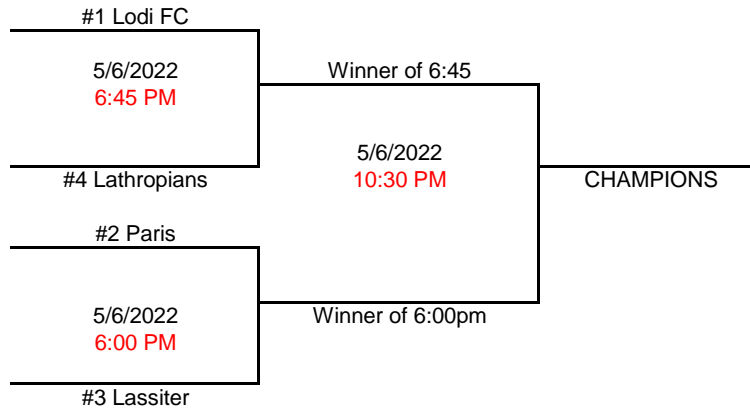 #1 Lodi FC
5/6/2022
6:45 PM
#4 Lathropians
Winner of 6:45
5/6/2022
10:30 PM
CHAMPIONS
#2 Paris
5/6/2022
6:00 PM
#3 Lassiter
Winner of 6:00pm